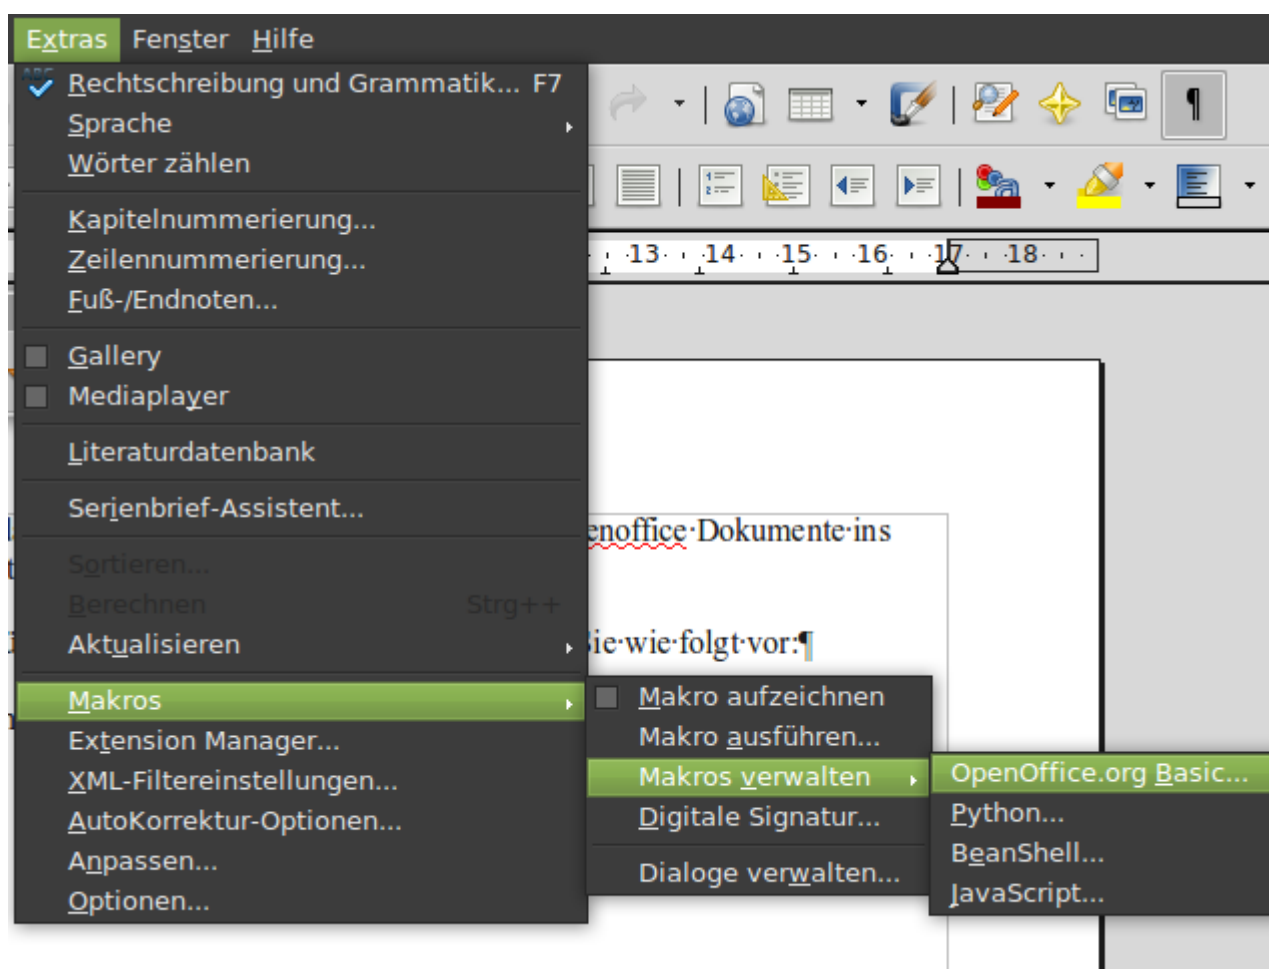 Extras Fenster Hilfe
Rechtschreibung und Grammatik... F7
Sprache
Wörter zählen
Kapitelnummerierung...
Zeilennummerierung...
Fuß-/Endnoten...
Gallery
Mediaplayer
Literaturdatenbank
Serienbrief-Assistent...
Sortieren...
Berechnen Strg++
Aktualisieren
Makros
Extension Manager...
XML-Filtereinstellungen...
AutoKorrektur-Optionen...
Anpassen...
Optionen...
Makro aufzeichnen
Makro ausführen...
Makros verwalten
Digitale Signatur...
Dialoge verwalten...
OpenOffice.org Basic...
Python...
BeanShell...
JavaScript...
13 14 15 16 17 18
enoffice·Dokumente·ins
ie·wie·folgt·vor:¶